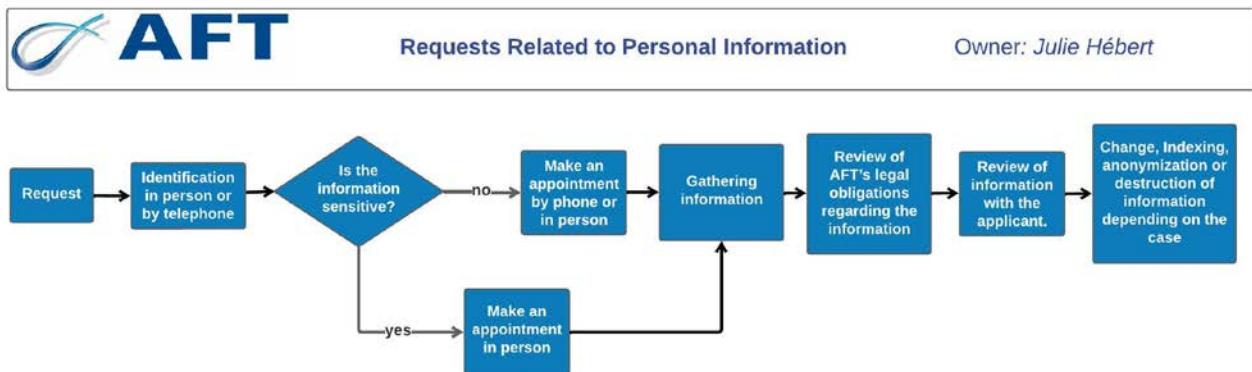 AFT
Requests Related to Personal Information
Owner: Julie Hébert
Request
Identification
in person or
by telephone
Is the
information
sensitive?
no
Make an
appointment
by phone or
in person
Gathering
information
Review of
AFT's legal
obligations
regarding the
information
Review of
information
with the
applicant.
Change, Indexing,
anonymization or
destruction of
information
depending on the
case
yes
Make an
appointment
in person